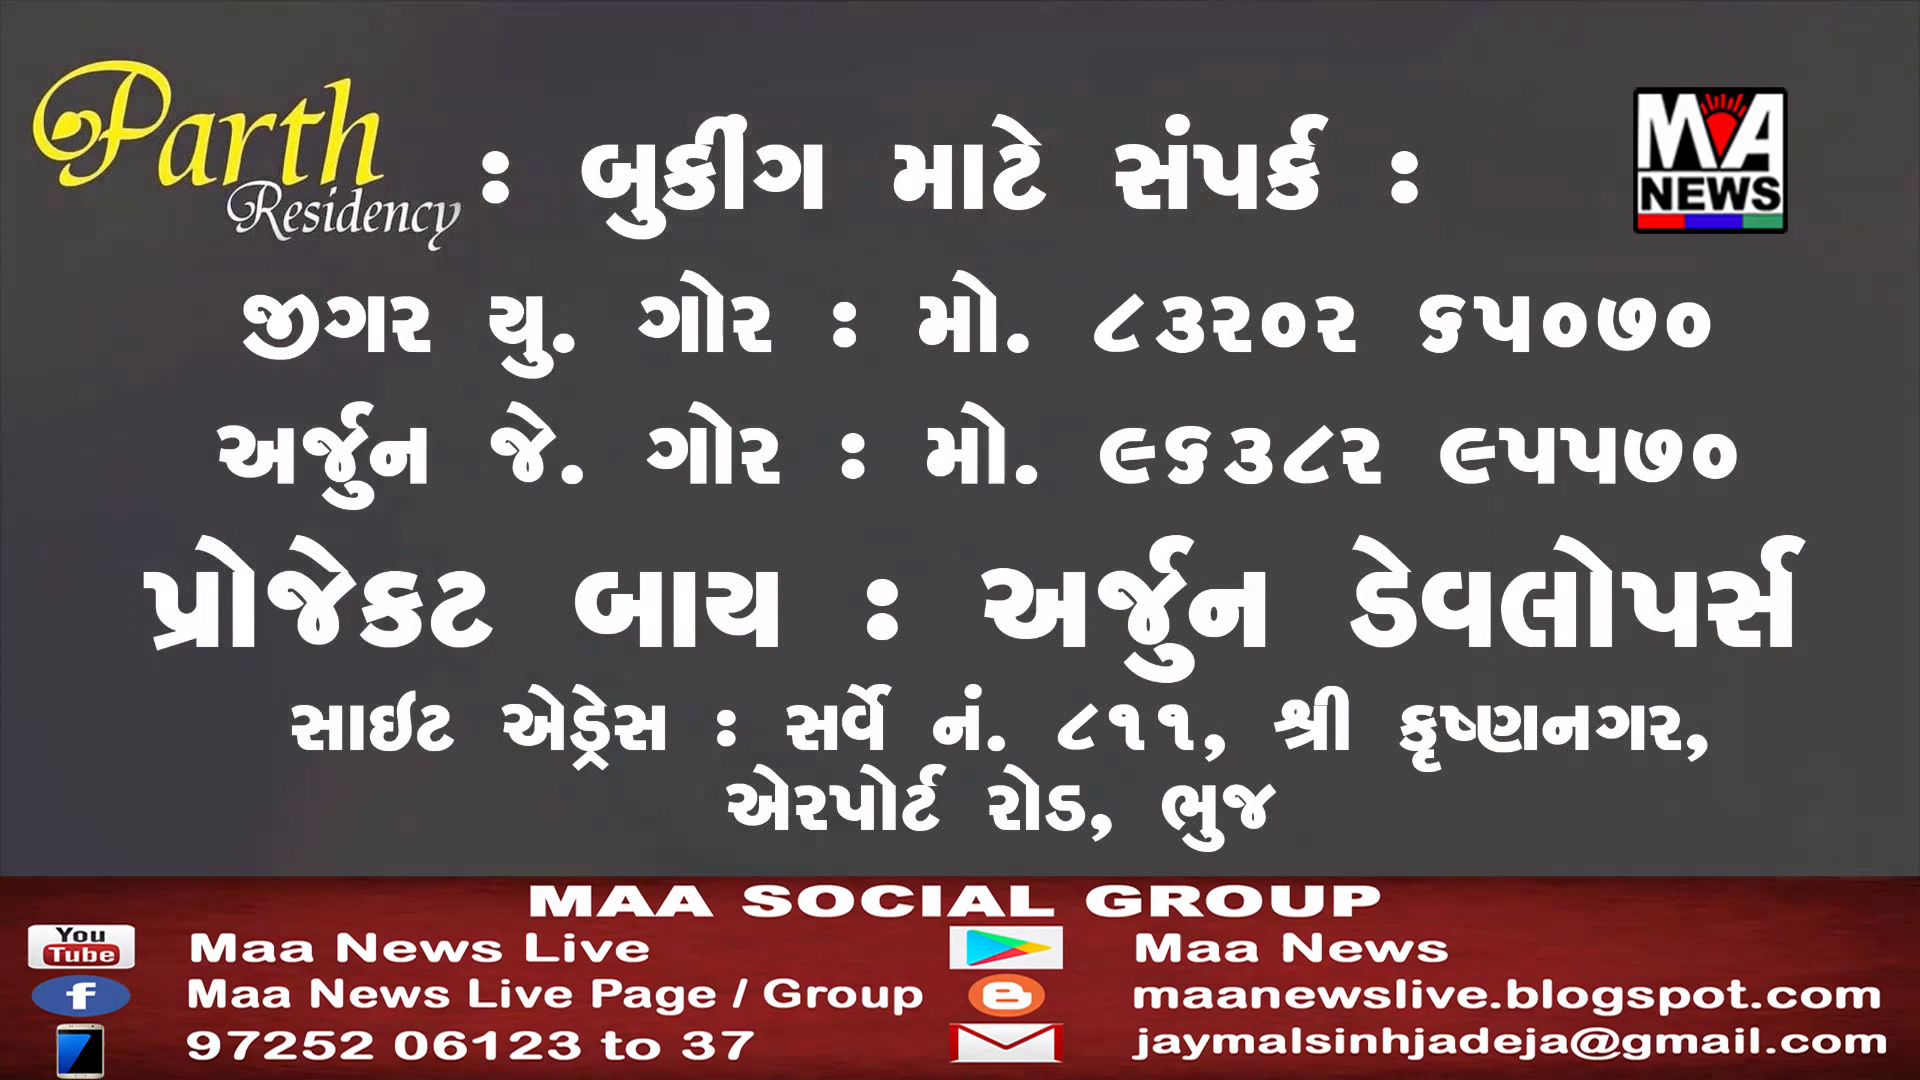 Parth
Residency
: બુકીંગ માટે સંપર્ક :
MAA
NEWS
જીગર યુ. ગોર : મો. ૮૩૨૦૨ ૬૫૦૭૦
અર્જુન જે. ગોર : મો. ૯૬૩૮૨ ૯૫૫૭૦
પ્રોજેકટ બાય : અર્જુન ડેવલોપર્સ
સાઇટ એડ્રેસ : સર્વે નં. ૮૧૧, શ્રી કૃષ્ણનગર,
એરપોર્ટ રોડ, ભુજ
MAA SOCIAL GROUP
You
Tube
Maa News Live
Maa News
Maa News Live Page / Group
maanewslive.blogspot.com
97252 06123 to 37
jaymalsinhjadeja@gmail.com